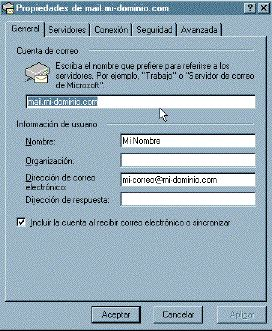 Propiedades de mail.mi-dominio.com
General Servidores Conexión Seguridad Avanzada
Cuenta de correo
Escriba el nombre que prefiere para referirse a los
servidores. Por ejemplo, "Trabajo" o "Servidor de correo
de Microsoft"
mail.mi-dominio.com
Información de usuario
Nombre: Mi Nombre
Organización:
Dirección de correo
electrónico: mi-correo@mi-dominio.com
Dirección de respuesta:
Incluir la cuenta al recibir correo electrónico o sincronizar
Aceptar Cancelar Aplicar